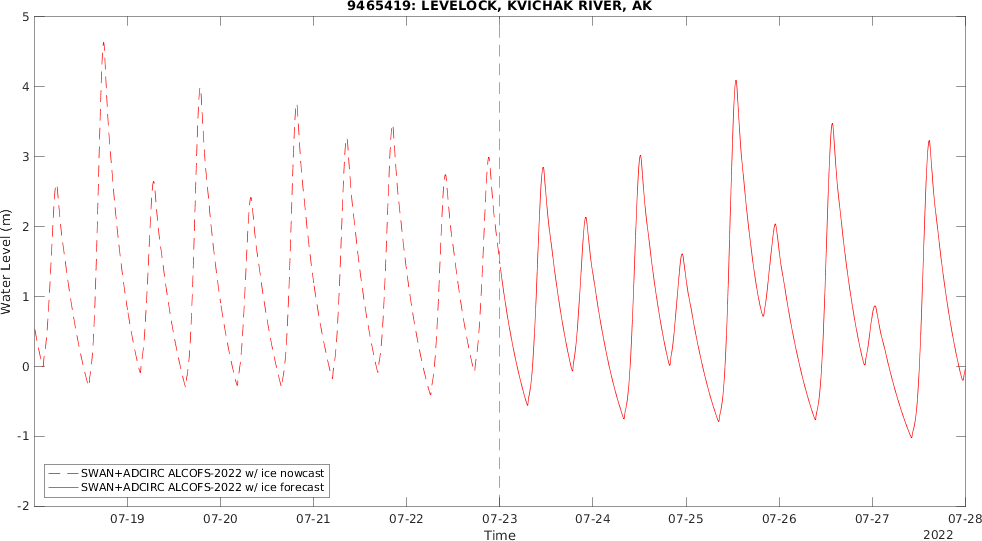 9465419: LEVELOCK, KVICHAK RIVER, AK
5
4
3
2
1
0
-1
-2
Water Level (m)
SWAN+ADCIRC ALCOFS-2022 w/ ice nowcast
SWAN+ADCIRC ALCOFS-2022 w/ ice forecast
07-19 07-20 07-21 07-22 07-23 07-24 07-25 07-26 07-27 07-28
Time
2022